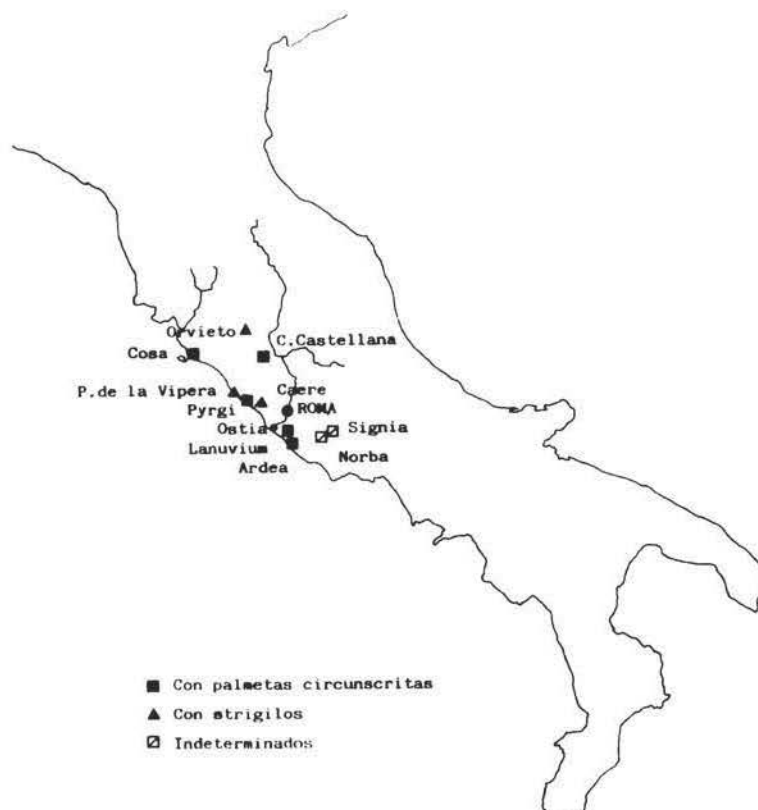 Orvieto
C.Castellana
Cosa
P.de la Vipera
Caere
Pyrgi
ROMA
Ostia
Signia
Lanuvium
Norba
Ardea
Con palmetas circunscritas
Con strigilos
Indeterminados